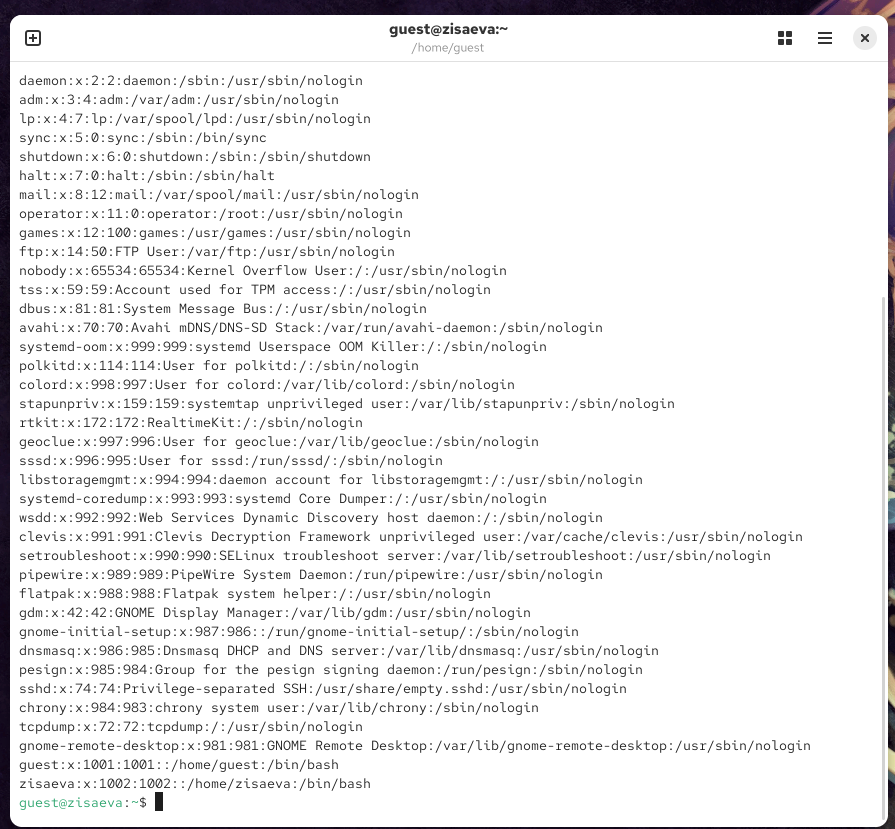 guest@zisaeva:~
/home/guest
daemon:x:2:2:daemon:/sbin:/usr/sbin/nologin
adm:x:3:4:adm:/var/adm:/usr/sbin/nologin
lp:x:4:7:lp:/var/spool/lpd:/usr/sbin/nologin
sync:x:5:0:sync:/sbin:/bin/sync
shutdown:x:6:0:shutdown:/sbin:/sbin/shutdown
halt:x:7:0:halt:/sbin:/sbin/halt
mail:x:8:12:mail:/var/spool/mail:/usr/sbin/nologin
operator:x:11:0:operator:/root:/usr/sbin/nologin
games:x:12:100:games:/usr/games:/usr/sbin/nologin
ftp:x:14:50:FTP User:/var/ftp:/usr/sbin/nologin
nobody:x:65534:65534:Kernel Overflow User:/:/usr/sbin/nologin
tss:x:59:59:Account used for TPM access:/:/usr/sbin/nologin
dbus:x:81:81:System Message Bus:/:/usr/sbin/nologin
avahi:x:70:70:Avahi mDNS/DNS-SD Stack:/var/run/avahi-daemon:/sbin/nologin
systemd-oom:x:999:999:systemd Userspace OOM Killer:/:/sbin/nologin
polkitd:x:114:114:User for polkitd:/:/sbin/nologin
colord:x:998:997:User for colord:/var/lib/colord:/sbin/nologin
stapunpriv:x:159:159:systemtap unprivileged user:/var/lib/stapunpriv:/sbin/nologin
rtkit:x:172:172:RealtimeKit:/:/sbin/nologin
geoclue:x:997:996:User for geoclue:/var/lib/geoclue:/sbin/nologin
sssd:x:996:995:User for sssd:/run/sssd/:/sbin/nologin
libstoragemgmt:x:994:994:daemon account for libstoragemgmt:/:/usr/sbin/nologin
systemd-coredump:x:993:993:systemd Core Dumper:/:/usr/sbin/nologin
wsdd:x:992:992:Web Services Dynamic Discovery host daemon:/:/sbin/nologin
clevis:x:991:991:Clevis Decryption Framework unprivileged user:/var/cache/clevis:/usr/sbin/nologin
setroubleshoot:x:990:990:SELinux troubleshoot server:/var/lib/setroubleshoot:/usr/sbin/nologin
pipewire:x:989:989:PipeWire System Daemon:/run/pipewire:/usr/sbin/nologin
flatpak:x:988:988:Flatpak system helper:/:/usr/sbin/nologin
gdm:x:42:42:GNOME Display Manager:/var/lib/gdm:/usr/sbin/nologin
gnome-initial-setup:x:987:986::/run/gnome-initial-setup/:/sbin/nologin
dnsmasq:x:986:985:Dnsmasq DHCP and DNS server:/var/lib/dnsmasq:/usr/sbin/nologin
pesign:x:985:984:Group for the pesign signing daemon:/run/pesign:/sbin/nologin
sshd:x:74:74:Privilege-separated SSH:/usr/share/empty.sshd:/usr/sbin/nologin
chrony:x:984:983:chrony system user:/var/lib/chrony:/sbin/nologin
tcpdump:x:72:72:tcpdump:/:/usr/sbin/nologin
gnome-remote-desktop:x:981:981:GNOME Remote Desktop:/var/lib/gnome-remote-desktop:/usr/sbin/nologin
guest:x:1001:1001::/home/guest:/bin/bash
zisaeva:x:1002:1002::/home/zisaeva:/bin/bash
guest@zisaeva:~$